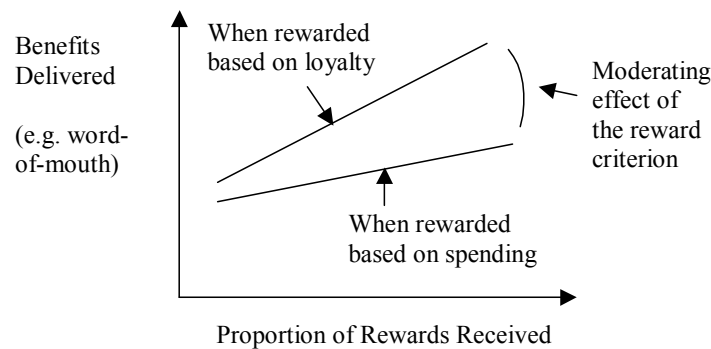 Benefits
Delivered
(e.g. word-
of-mouth)
When rewarded
based on loyalty
Moderating
effect of
the reward
criterion
When rewarded
based on spending
Proportion of Rewards Received